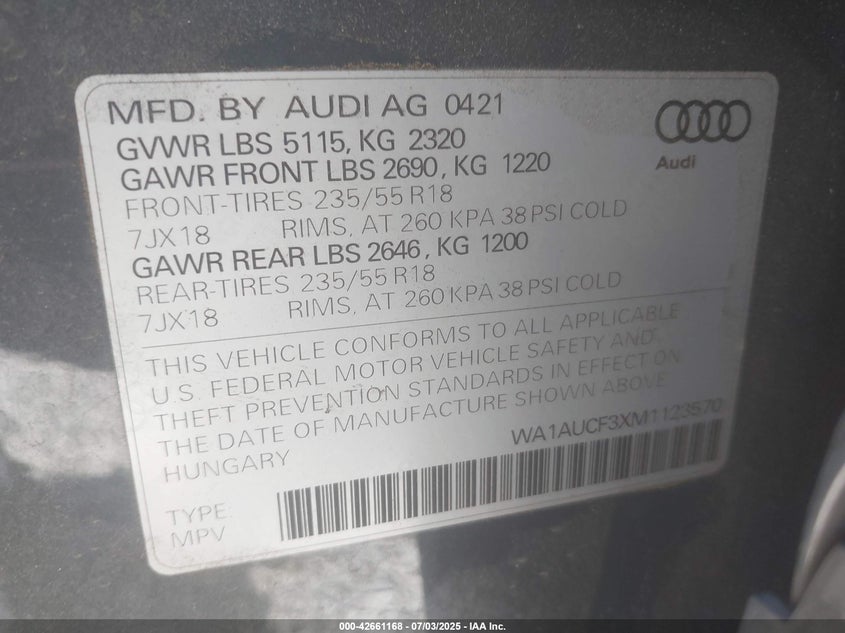 MFD. BY AUDI AG 0421
GVWR LBS 5115, KG 2320
GAWR FRONT LBS 2690, KG 1220
FRONT-TIRES 235/55 R18
7JX18 RIMS, AT 260 KPA 38 PSI COLD
GAWR REAR LBS 2646, KG 1200
REAR-TIRES 235/55 R18
7JX18 RIMS, AT 260 KPA 38 PSI COLD
Audi
THIS VEHICLE CONFORMS TO ALL APPLICABLE
U.S. FEDERAL MOTOR VEHICLE SAFETY AND
THEFT PREVENTION STANDARDS IN EFFECT ON
THE DATE OF MANUFACTURE SHOWN ABOVE
HUNGARY
WA1AUCF3XM1123570
TYPE:
MPV
000-42661168 - 07/03/2025 - IAA Inc.